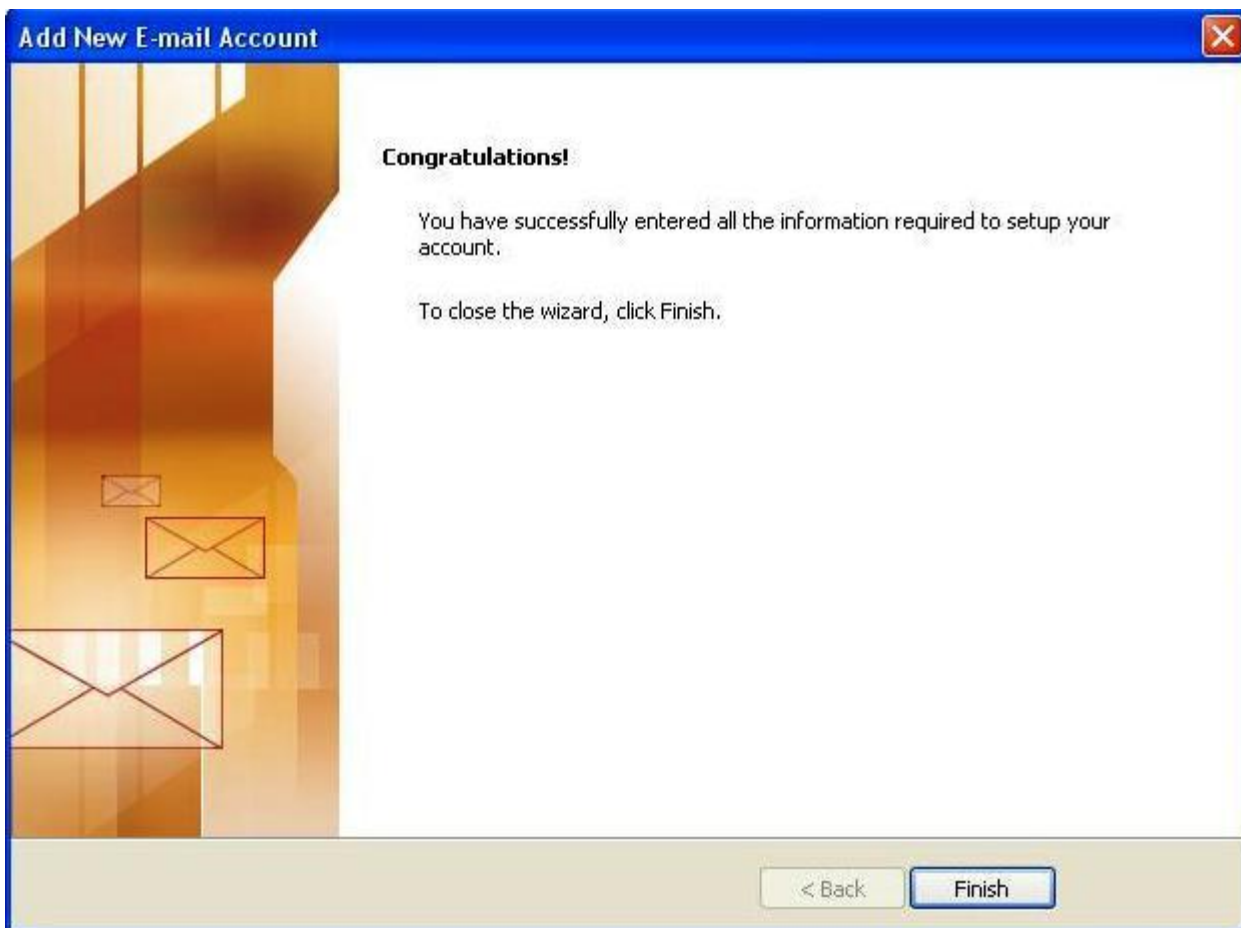 Add New E-mail Account
Congratulations!
You have successfully entered all the information required to setup your
account.
To close the wizard, click Finish.
< Back
Finish